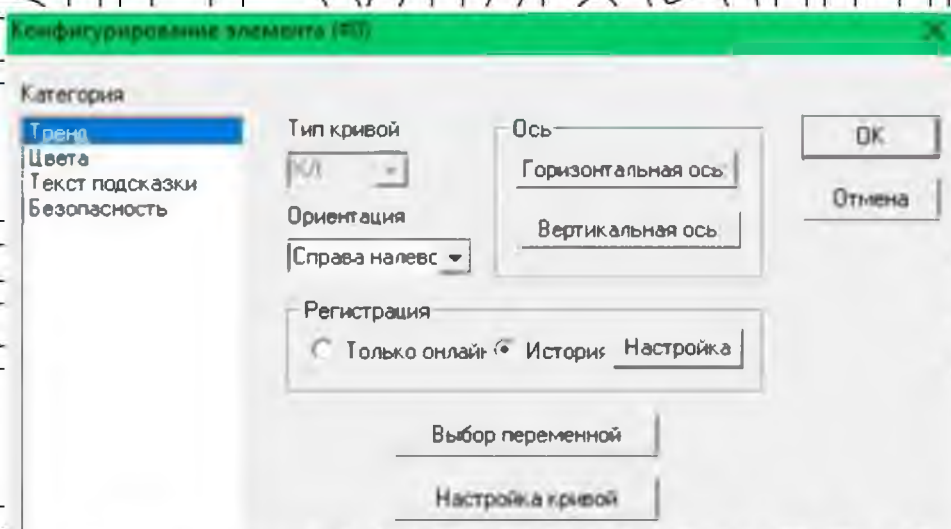 Конфигурирование элемента (#0)
Категория
Тренд
Цвета
Текст подсказки
Безопасность
Тип кривой
X/t
Ориентация
Справа налевс
Ось
Горизонтальная ось
Вертикальная ось
OK
Отмена
Регистрация
Только онлайн
История
Настройка
Выбор переменной
Настройка кривой